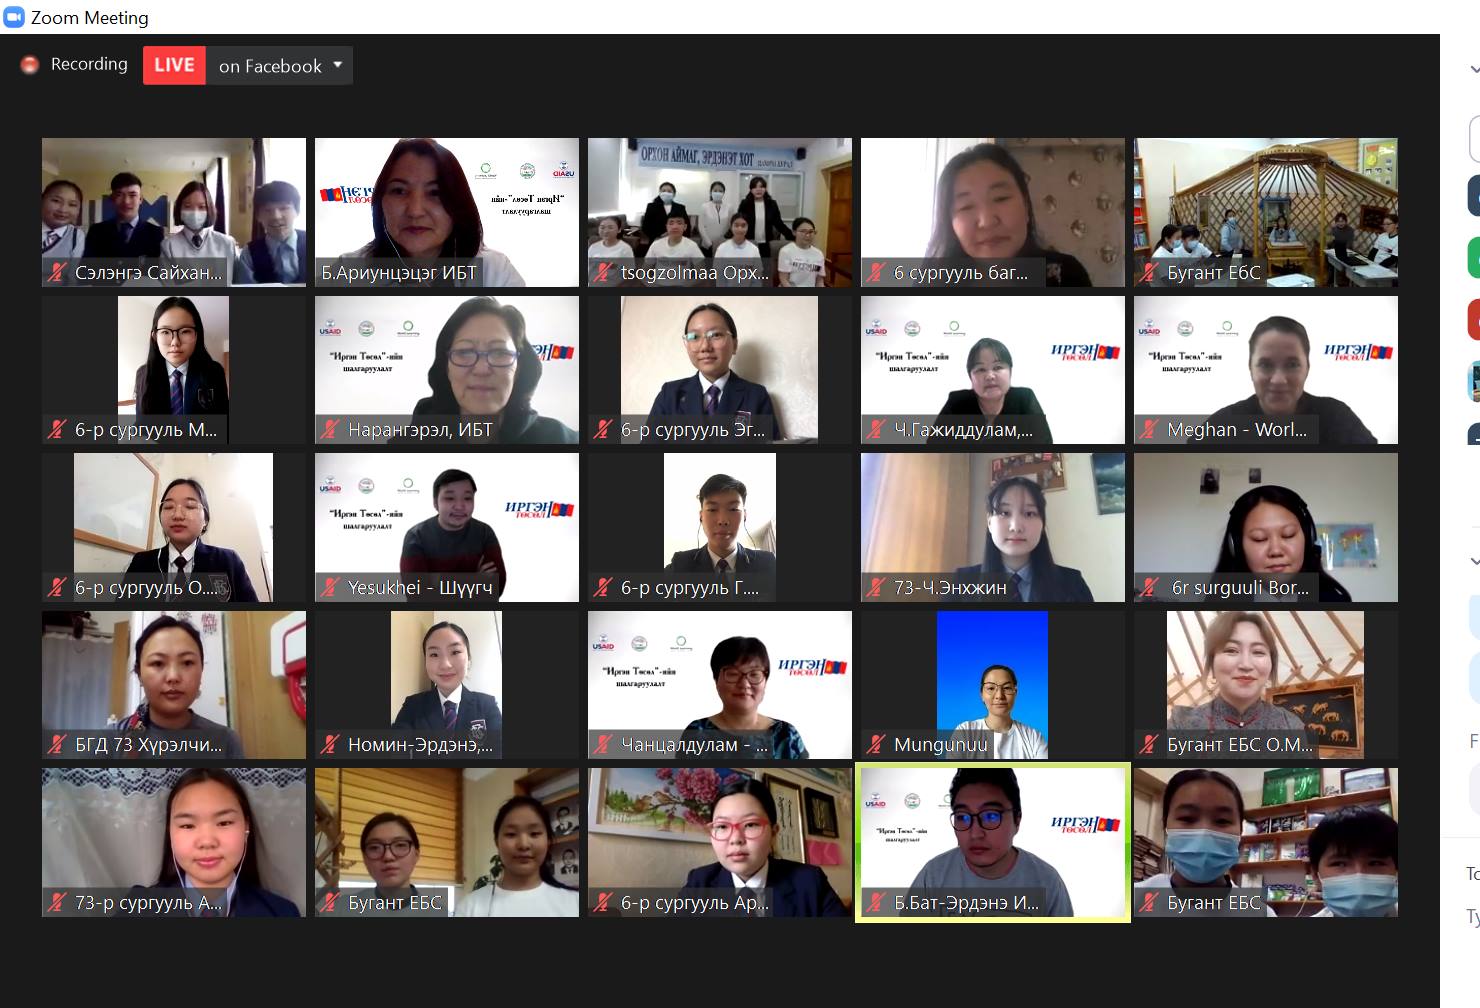 Zoom Meeting
Recording
LIVE
on Facebook
Сэлэнгэ Сайхан...
Б.Ариунцэцэг ИБТ
ОРХОН АЙМАГ, ЭРДЭНЭТ ХОТ
tsogzolmaa Орх...
6 сургууль баг...
Бугант ЕбС
6-р сургууль М...
USAID
"Иргэн Төсөл"-ийн
шалгаруулалт
Нарангэрэл, ИБТ
6-р сургууль Эг...
USAID
"Иргэн Төсөл"-ийн
шалгаруулалт
ИРГЭН
ТӨСӨЛ
Ч.Гажиддулам,...
USAID
"Иргэн Төсөл"-ийн
шалгаруулалт
ИРГЭН
ТӨСӨЛ
Meghan - Worl...
6-р сургууль О....
USAID
"Иргэн Төсөл"-ийн
шалгаруулалт
ИРГЭН
ТӨСӨЛ
Yesukhei - Шүүгч
6-р сургууль Г....
73-Ч.Энхжин
6r surguuli Bor...
БГД 73 Хүрэлчи...
Номин-Эрдэнэ,...
USAID
"Иргэн Төсөл"-ийн
шалгаруулалт
ИРГЭН
ТӨСӨЛ
Чанцалдулам - ...
Mungunuu
Бугант ЕБС О.М...
73-р сургууль А...
Бугант ЕБС
6-р сургууль Ар...
USAID
"Иргэн Төсөл"-ийн
шалгаруулалт
ИРГЭН
ТӨСӨЛ
Б.Бат-Эрдэнэ И...
Бугант ЕБС